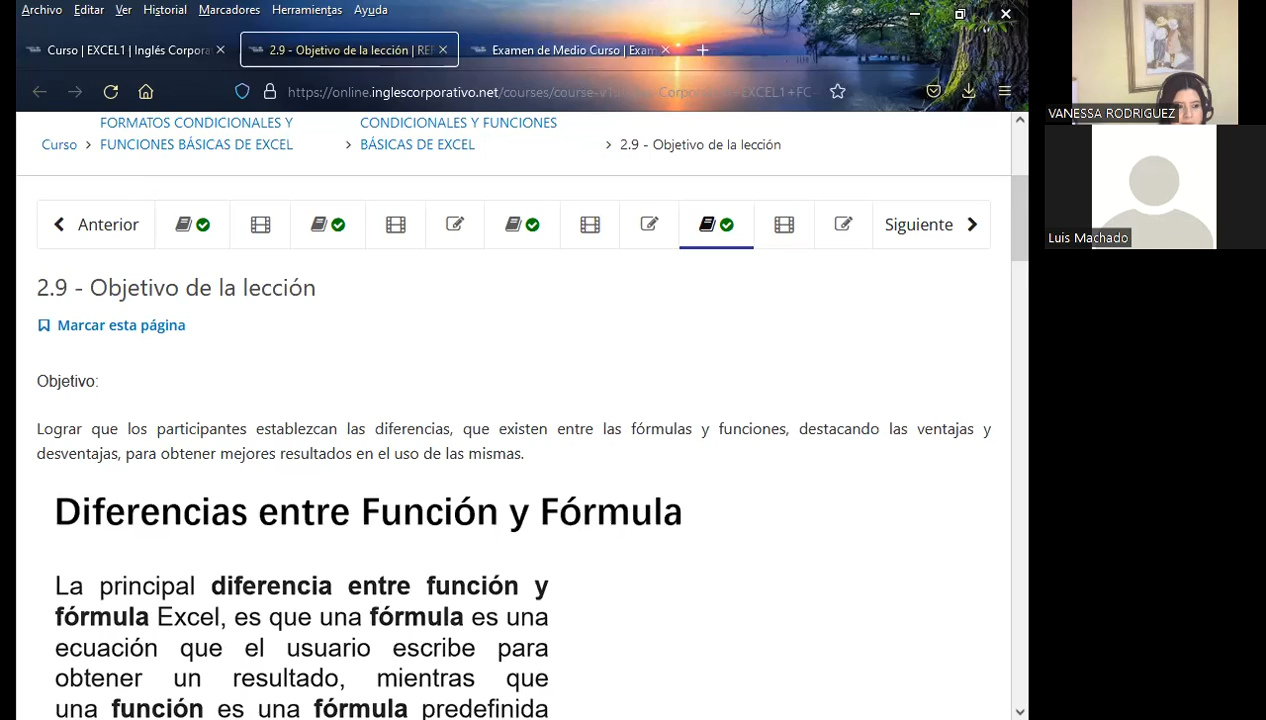 Archivo Editar Ver Historial Marcadores Herramientas Ayuda
Curso | EXCEL1 | Inglés Corpora
2.9 - Objetivo de la lección | REF
Examen de Medio Curso | Exam
https://online.inglescorporativo.net/courses/course-v1:
EXCEL1+FC
FORMATOS CONDICIONALES Y
FUNCIONES BÁSICAS DE EXCEL
CONDICIONALES Y FUNCIONES
BÁSICAS DE EXCEL
Curso
2.9 - Objetivo de la lección
Anterior
Siguiente
2.9 - Objetivo de la lección
Marcar esta página
Objetivo:
Lograr que los participantes establezcan las diferencias, que existen entre las fórmulas y funciones, destacando las ventajas y
desventajas, para obtener mejores resultados en el uso de las mismas.
Diferencias entre Función y Fórmula
La principal diferencia entre función y
fórmula Excel, es que una fórmula es una
ecuación que el usuario escribe para
obtener un resultado, mientras que
una función es una fórmula predefinida
VANESSA RODRIGUEZ
Luis Machado